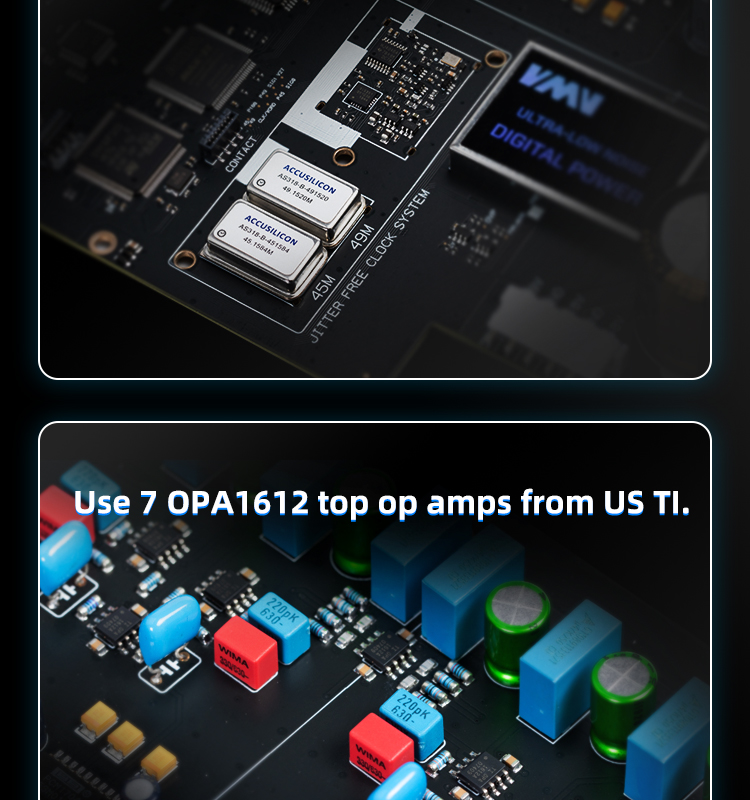 VMV
ULTRA-LOW NOISE
DIGITAL POWER
CONTACT
ACCUSILICON
AS318-B-491520
49.1520M
ACCUSILICON
AS318-B-451584
45.1584M
49M
45M
JITTER FREE CLOCK SYSTEM
Use 7 OPA1612 top op amps from US TI.
220pK
630-
WIMA
220pK
630-
WIMA